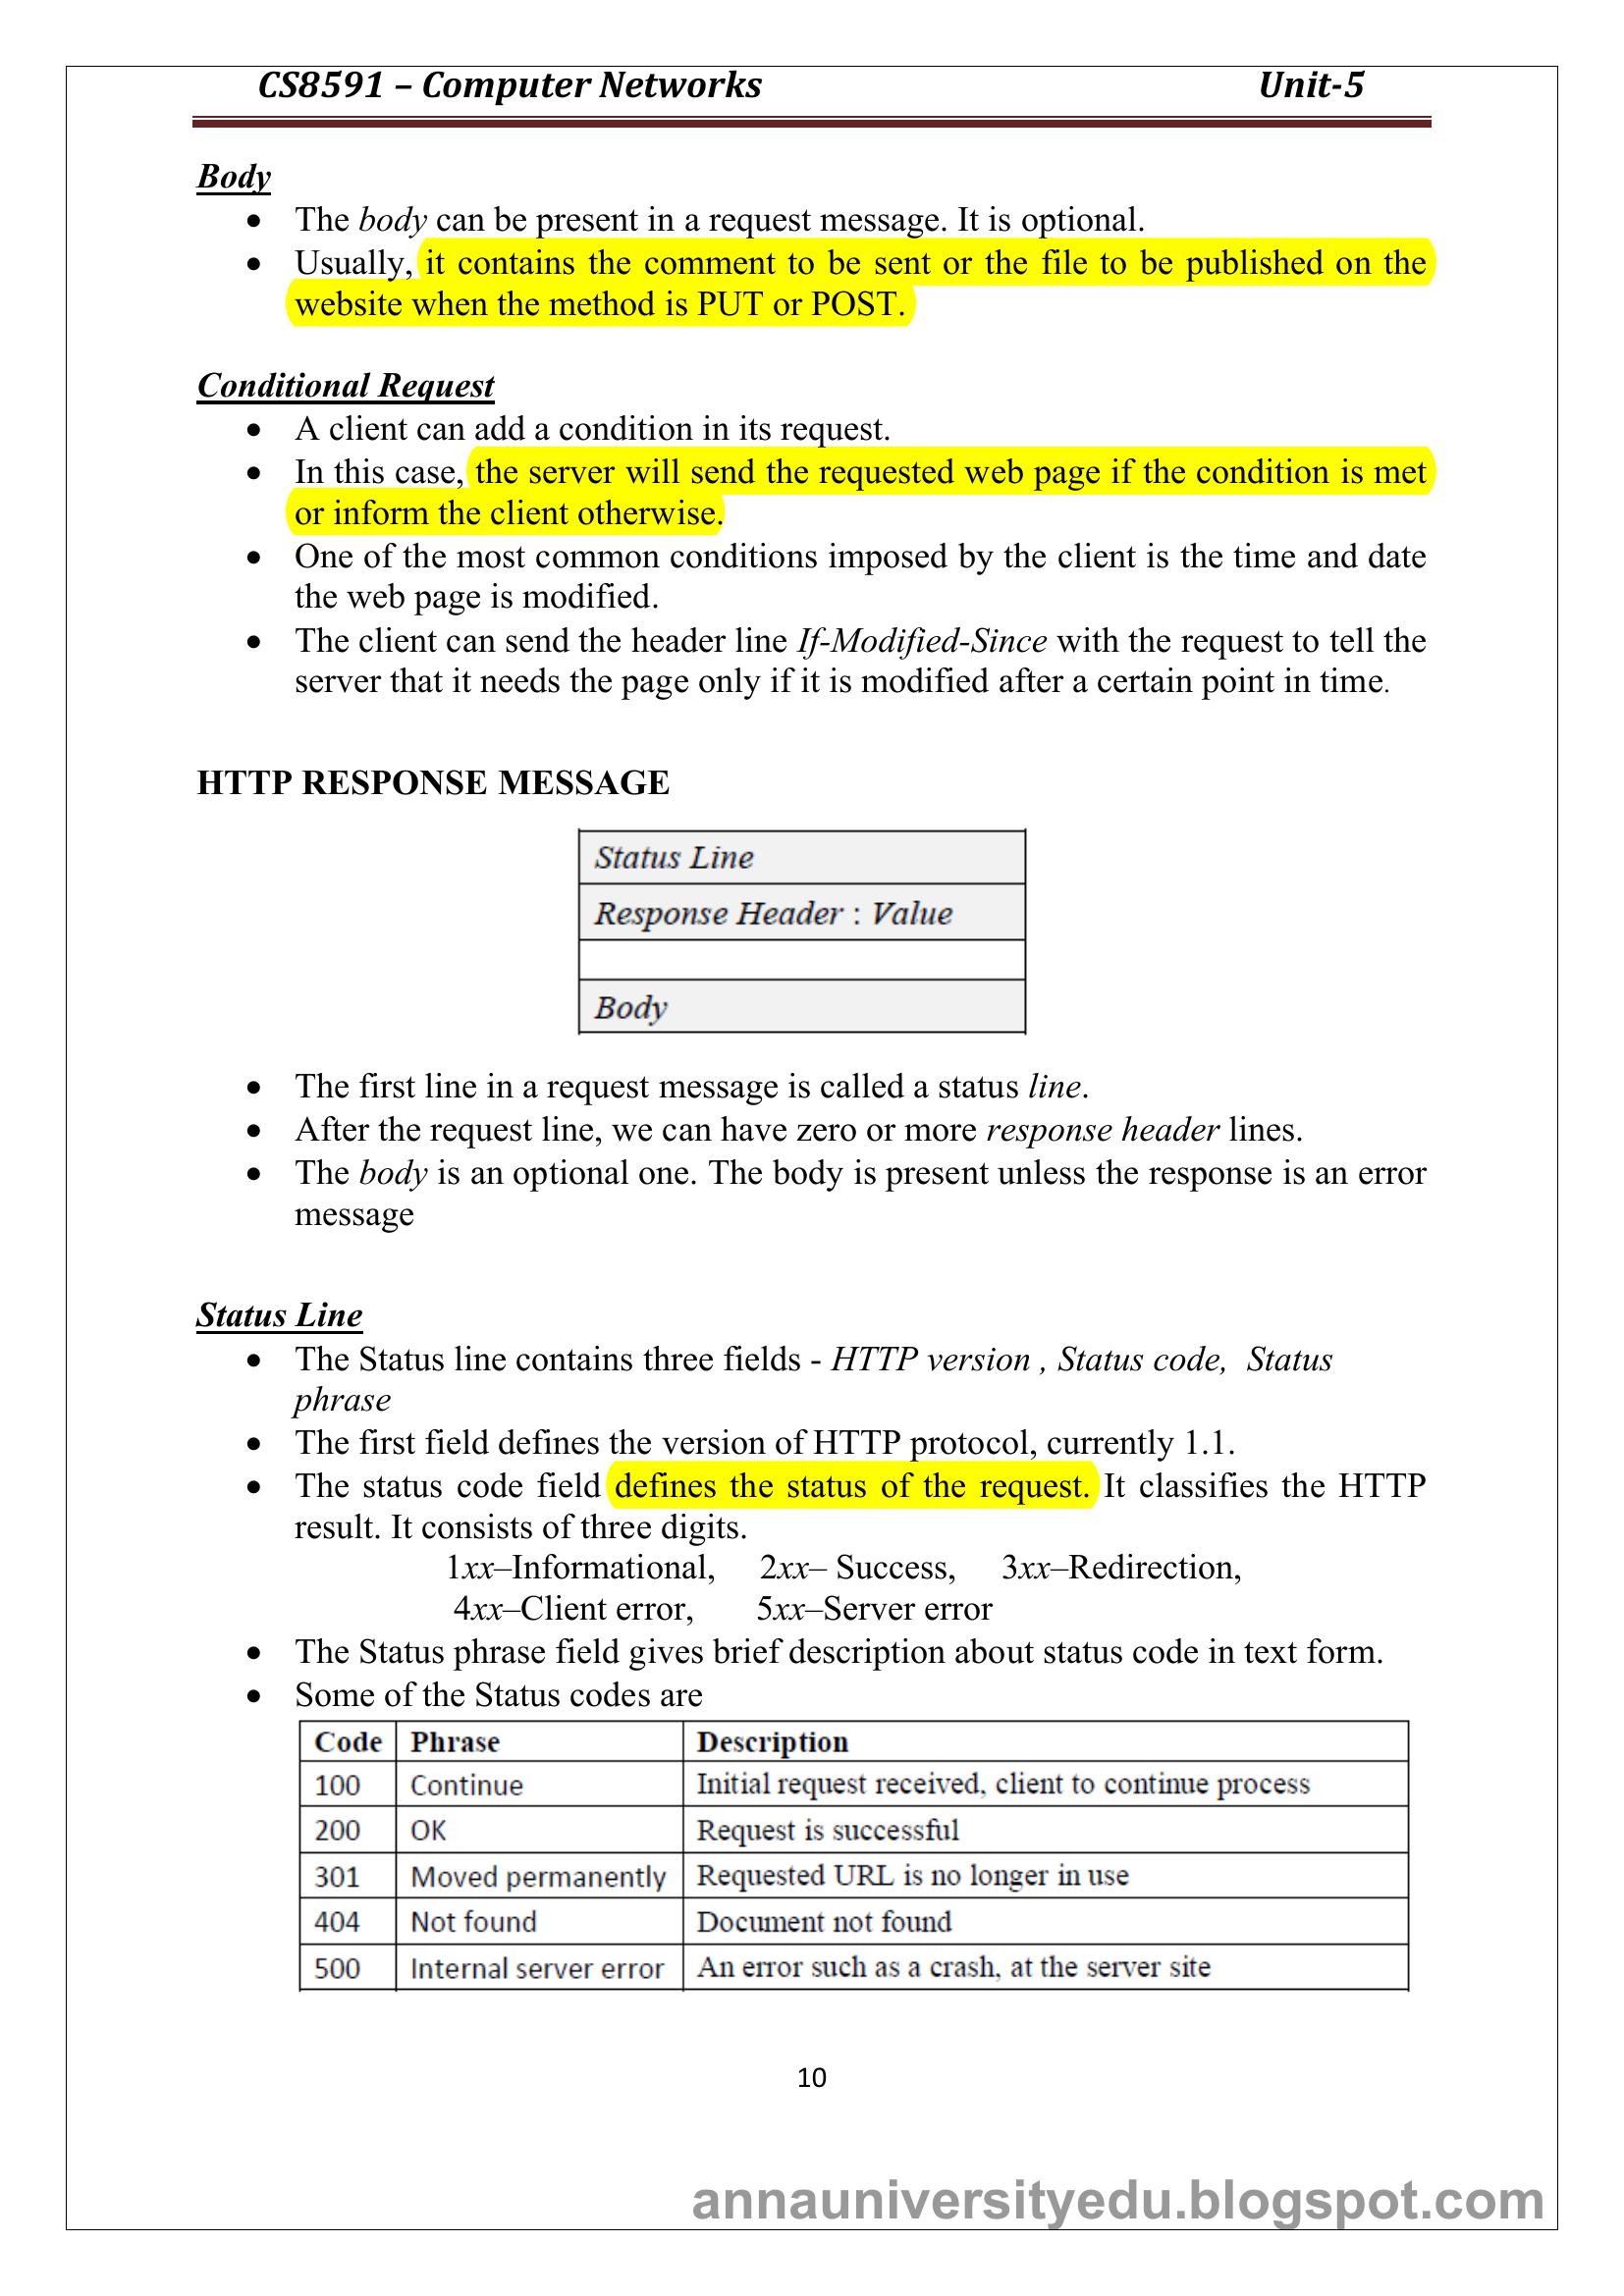 CS8591 – Computer Networks Unit-5
Body
• The body can be present in a request message. It is optional.
• Usually, it contains the comment to be sent or the file to be published on the
website when the method is PUT or POST.
Conditional Request
• A client can add a condition in its request.
• In this case, the server will send the requested web page if the condition is met
or inform the client otherwise.
• One of the most common conditions imposed by the client is the time and date
the web page is modified.
• The client can send the header line If-Modified-Since with the request to tell the
server that it needs the page only if it is modified after a certain point in time.
HTTP RESPONSE MESSAGE
Status Line
Response Header : Value
Body
• The first line in a request message is called a status line.
• After the request line, we can have zero or more response header lines.
• The body is an optional one. The body is present unless the response is an error
message
Status Line
• The Status line contains three fields - HTTP version , Status code, Status
phrase
• The first field defines the version of HTTP protocol, currently 1.1.
• The status code field defines the status of the request. It classifies the HTTP
result. It consists of three digits.
1xx–Informational, 2xx– Success, 3xx–Redirection,
4xx–Client error, 5xx–Server error
• The Status phrase field gives brief description about status code in text form.
• Some of the Status codes are
Code Phrase Description
100 Continue Initial request received, client to continue process
200 OK Request is successful
301 Moved permanently Requested URL is no longer in use
404 Not found Document not found
500 Internal server error An error such as a crash, at the server site
10
annauniversityedu.blogspot.com